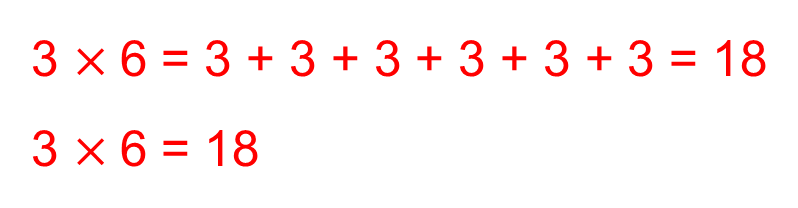 3 × 6 = 3 + 3 + 3 + 3 + 3 + 3 = 18
3 × 6 = 18